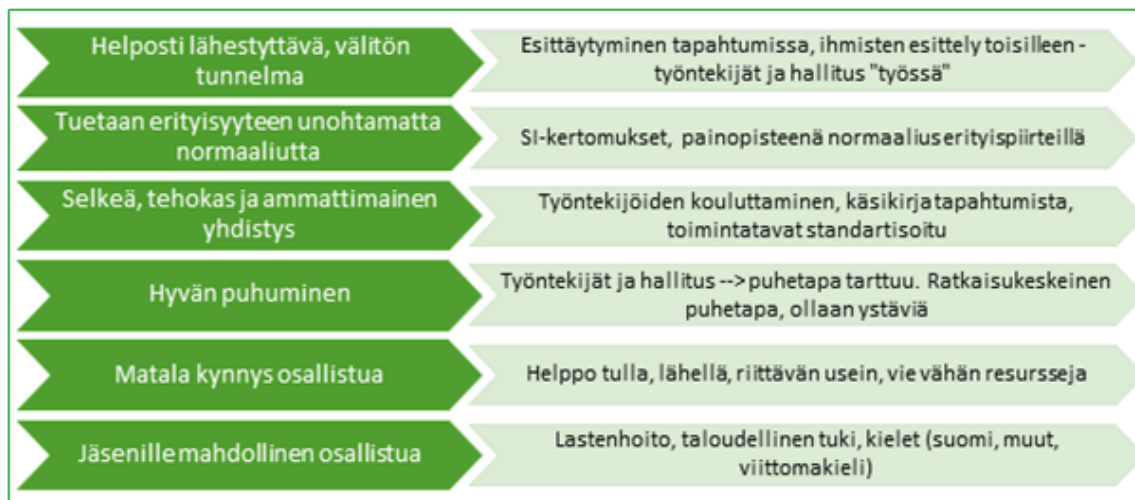 Helposti lähestyttävä, välitön
tunnelma
Esittäytyminen tapahtumissa, ihmisten esittely toisilleen -
työntekijät ja hallitus "työssä"
Tuetaan erityisyyteen unohtamatta
normaaliutta
SI-kertomukset, painopisteenä normaalius erityispiirteillä
Selkeä, tehokas ja ammattimainen
yhdistys
Työntekijöiden kouluttaminen, käsikirja tapahtumista,
toimintatavat standartisoitu
Hyvän puhuminen
Työntekijät ja hallitus --> puhetapa tarttuu. Ratkaisukeskeinen
puhetapa, ollaan ystäviä
Matala kynnys osallistua
Helppo tulla, lähellä, riittävän usein, vie vähän resursseja
Jäsenille mahdollinen osallistua
Lastenhoito, taloudellinen tuki, kielet (suomi, muut,
viittomakieli)